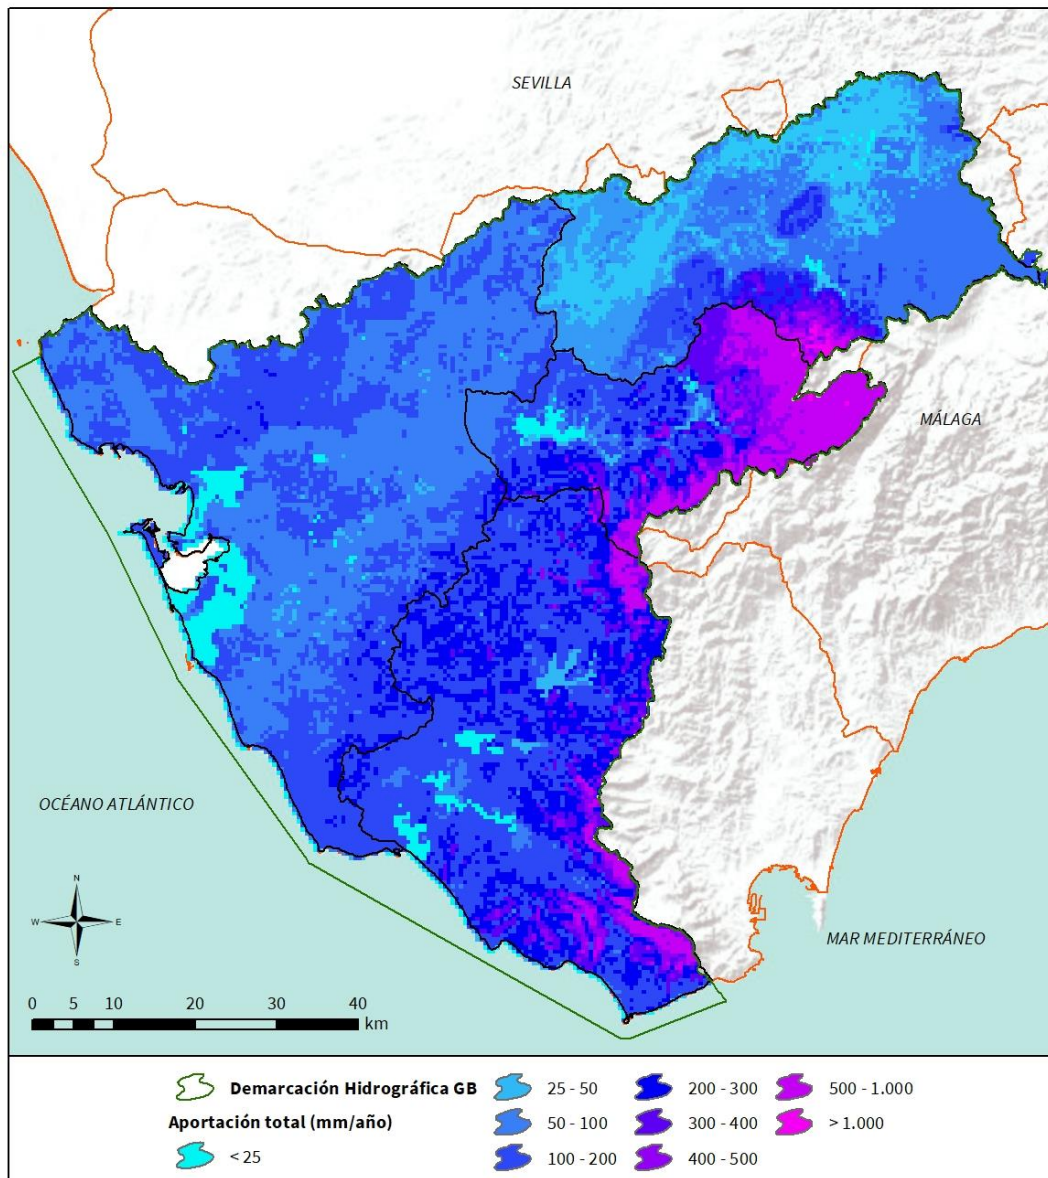 SEVILLA
MÁLAGA
OCÉANO ATLÁNTICO
N
W
E
S
MAR MEDITERRÁNEO
0 5 10 20 30 40
km
Demarcación Hidrográfica GB
Aportación total (mm/año)
< 25
25 - 50
50 - 100
100 - 200
200 - 300
300 - 400
400 - 500
500 - 1.000
> 1.000